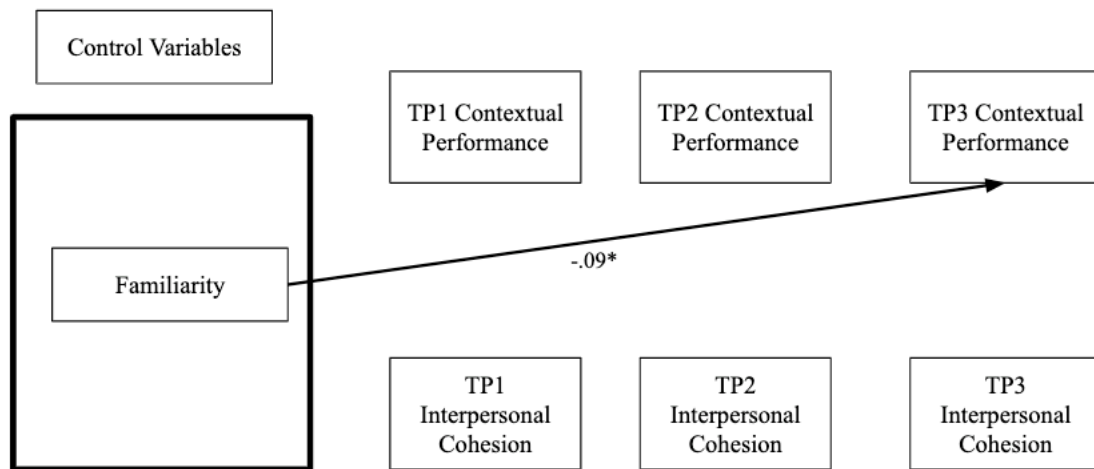 Control Variables
TP1 Contextual
Performance
TP2 Contextual
Performance
TP3 Contextual
Performance
Familiarity
-.09*
TP1
Interpersonal
Cohesion
TP2
Interpersonal
Cohesion
TP3
Interpersonal
Cohesion